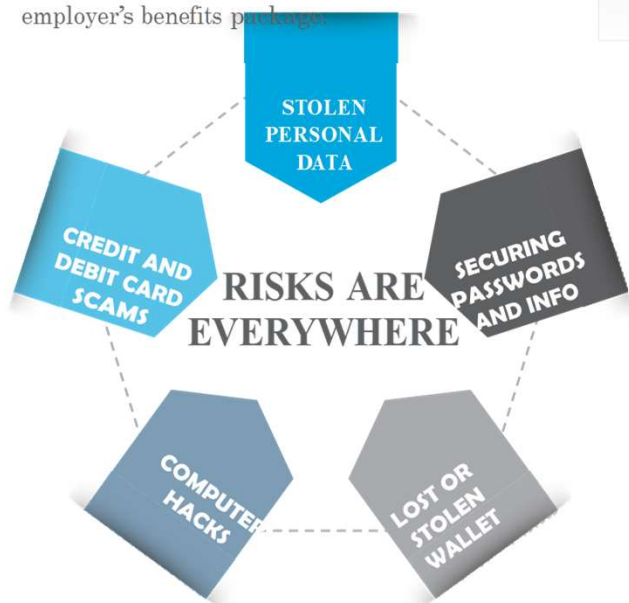 employer's benefits package.
STOLEN
PERSONAL
DATA
CREDIT AND
DEBIT CARD
SCAMS
SECURING
PASSWORDS
AND INFO
RISKS ARE
EVERYWHERE
COMPUTER
HACKS
LOST OR
STOLEN
WALLET